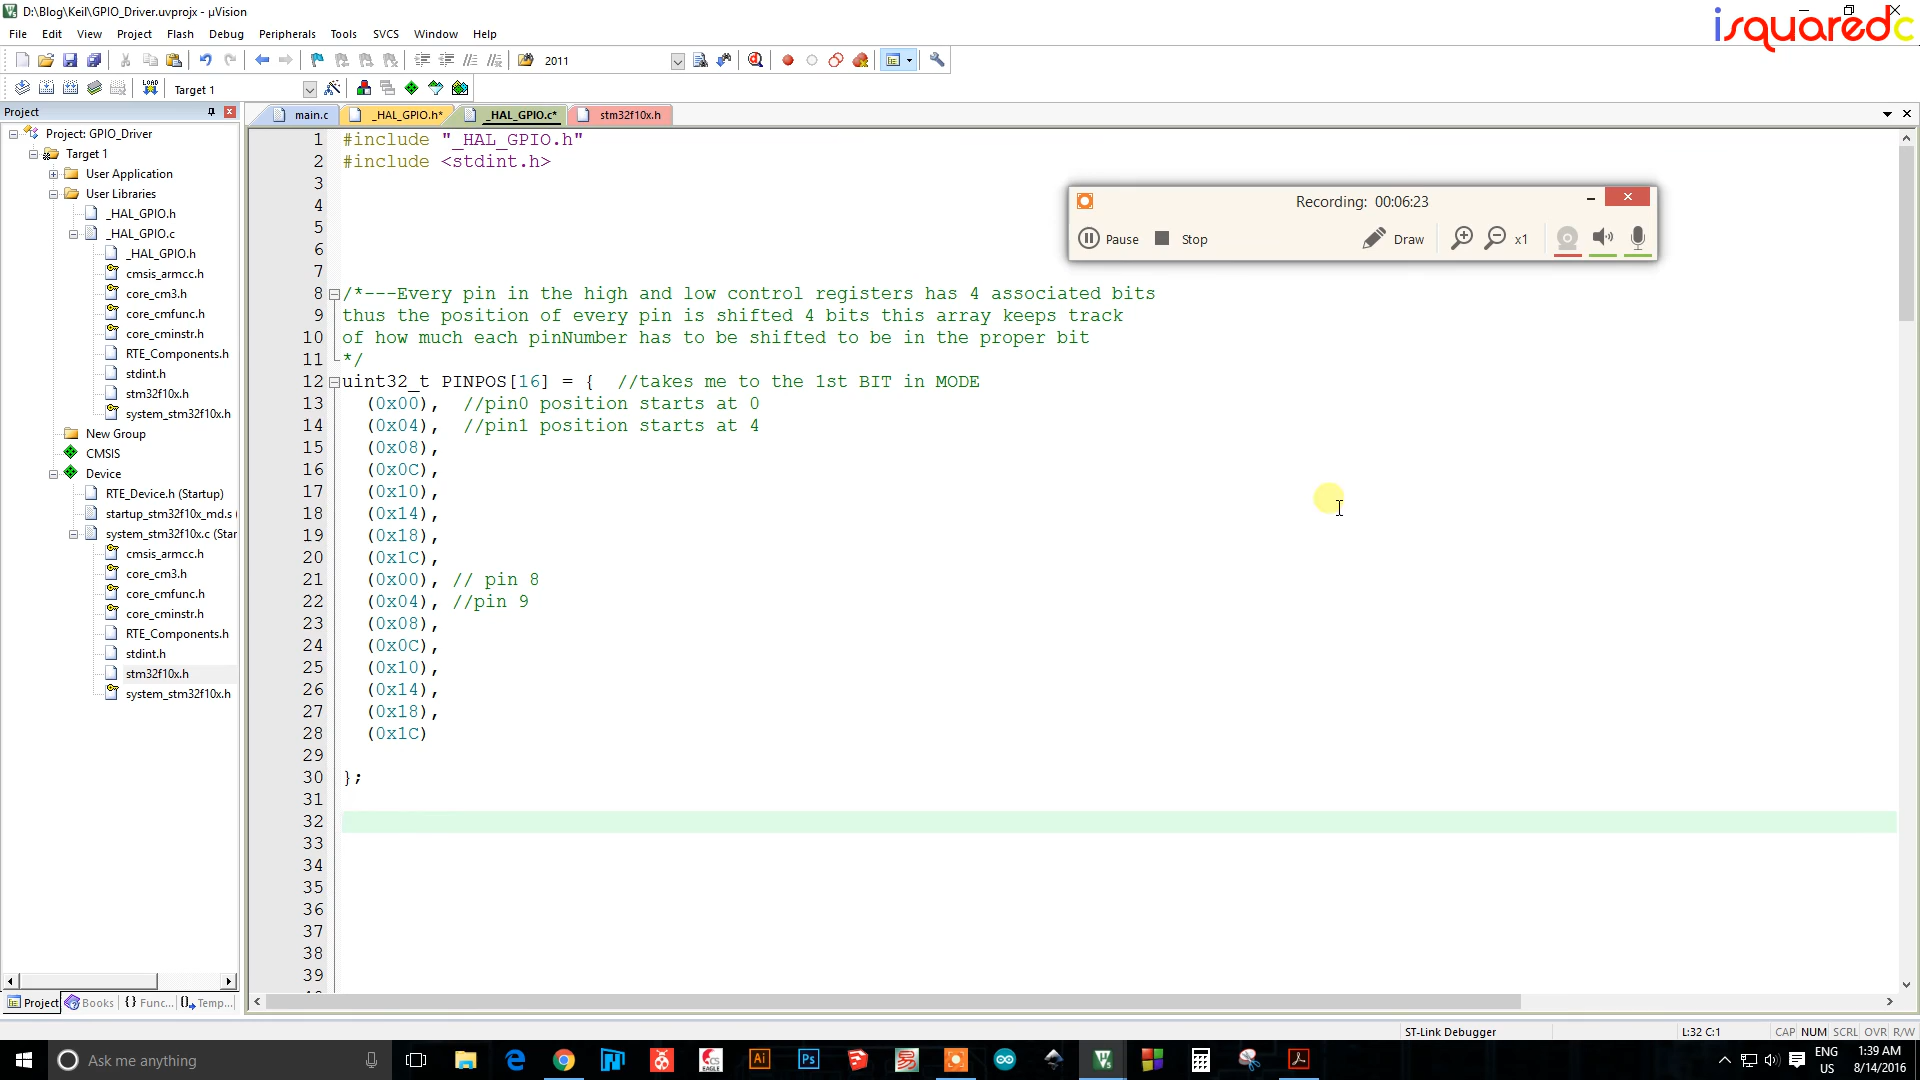 D:\Blog\Keil\GPIO_Driver.uvprojx - µVision
isquaredc
File Edit View Project Flash Debug Peripherals Tools SVCS Window Help
2011
LOAD Target 1
Project
main.c _HAL_GPIO.h* _HAL_GPIO.c* stm32f10x.h
Project: GPIO_Driver
Target 1
User Application
User Libraries
_HAL_GPIO.h
_HAL_GPIO.c
_HAL_GPIO.h
cmsis_armcc.h
core_cm3.h
core_cmfunc.h
core_cminstr.h
RTE_Components.h
stdint.h
stm32f10x.h
system_stm32f10x.h
New Group
CMSIS
Device
RTE_Device.h (Startup)
startup_stm32f10x_md.s (
system_stm32f10x.c (Star
cmsis_armcc.h
core_cm3.h
core_cmfunc.h
core_cminstr.h
RTE_Components.h
stdint.h
stm32f10x.h
system_stm32f10x.h
Project Books {} Func... Temp...
1 #include "_HAL_GPIO.h"
2 #include <stdint.h>
3
4
5
6
7
8 /*---Every pin in the high and low control registers has 4 associated bits
9 thus the position of every pin is shifted 4 bits this array keeps track
10 of how much each pinNumber has to be shifted to be in the proper bit
11 */
12 uint32_t PINPOS[16] = { //takes me to the 1st BIT in MODE
13 (0x00), //pin0 position starts at 0
14 (0x04), //pin1 position starts at 4
15 (0x08),
16 (0x0C),
17 (0x10),
18 (0x14),
19 (0x18),
20 (0x1C),
21 (0x00), // pin 8
22 (0x04), //pin 9
23 (0x08),
24 (0x0C),
25 (0x10),
26 (0x14),
27 (0x18),
28 (0x1C)
29
30 };
31
32
33
34
35
36
37
38
39
Recording: 00:06:23
Pause Stop Draw x1
ST-Link Debugger L:32 C:1 CAP NUM SCRL OVR R/W
Ask me anything
Ai Ps
EAGLE
ENG
US
1:39 AM
8/14/2016